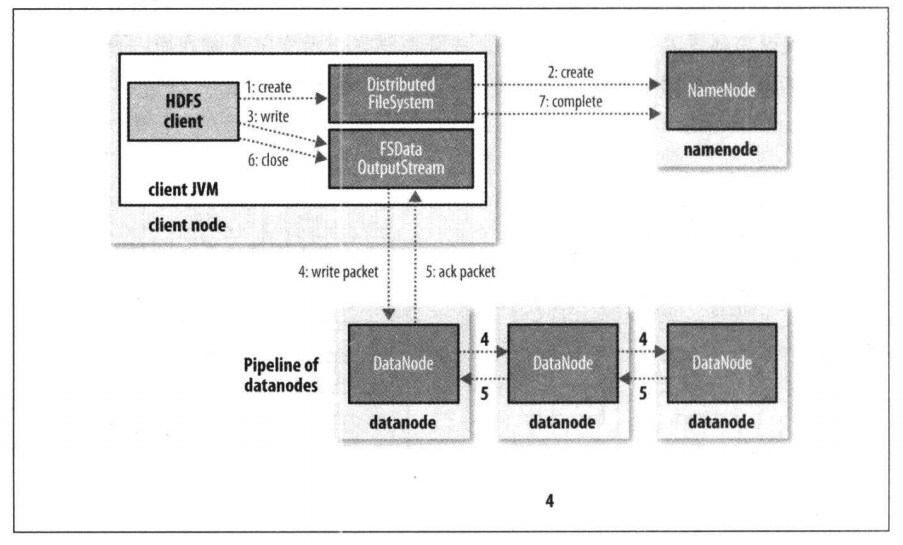 1: create
HDFS
client
3: write
6: close
Distributed
FileSystem
FSData
OutputStream
client JVM
client node
2: create
7: complete
NameNode
namenode
4: write packet
5: ack packet
Pipeline of
datanodes
DataNode
4
5
DataNode
4
5
DataNode
datanode
datanode
datanode
4